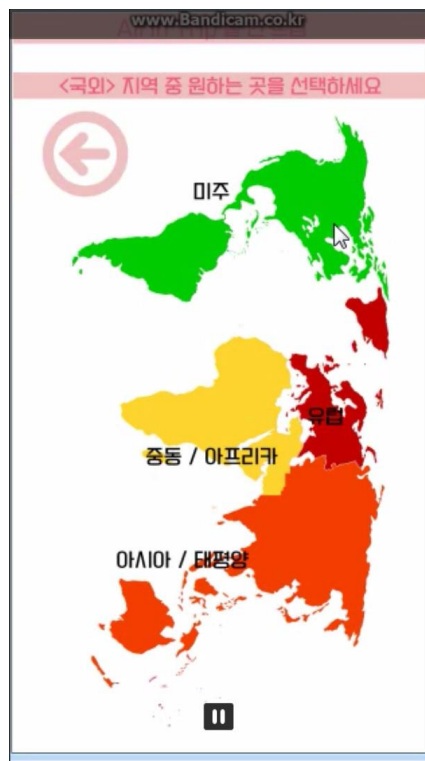 www.Bandicam.co.kr
<국외> 지역 중 원하는 곳을 선택하세요
미주
유럽
중동 / 아프리카
아시아 / 태평양